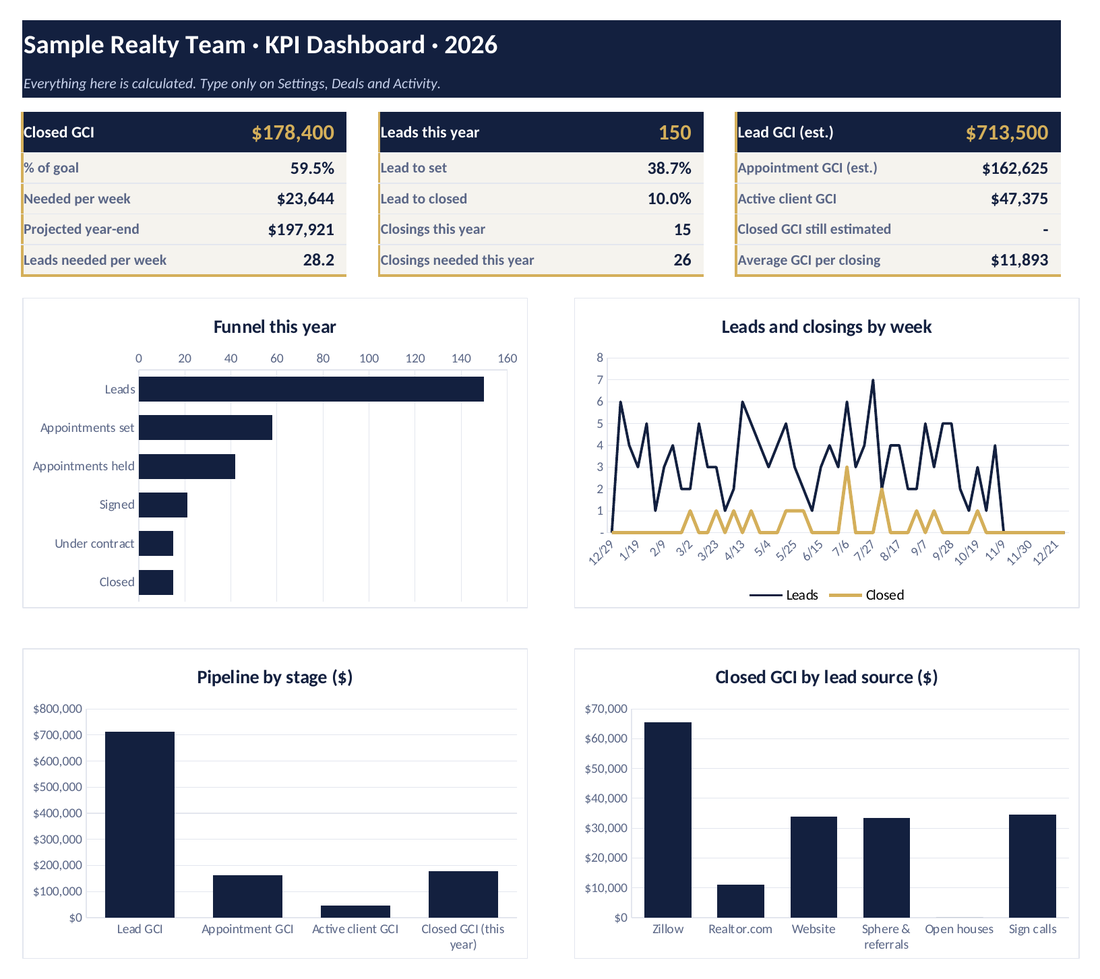 Sample Realty Team · KPI Dashboard · 2026
Everything here is calculated. Type only on Settings, Deals and Activity.
Closed GCI $178,400
% of goal 59.5%
Needed per week $23,644
Projected year-end $197,921
Leads needed per week 28.2
Leads this year 150
Lead to set 38.7%
Lead to closed 10.0%
Closings this year 15
Closings needed this year 26
Lead GCI (est.) $713,500
Appointment GCI (est.) $162,625
Active client GCI $47,375
Closed GCI still estimated -
Average GCI per closing $11,893
Funnel this year
0 20 40 60 80 100 120 140 160
Leads
Appointments set
Appointments held
Signed
Under contract
Closed
Leads and closings by week
8
7
6
5
4
3
2
1
-
12/29 1/19 2/9 3/2 3/23 4/13 5/4 5/25 6/15 7/6 7/27 8/17 9/7 9/28 10/19 11/9 11/30 12/21
Leads Closed
Pipeline by stage ($)
$800,000
$700,000
$600,000
$500,000
$400,000
$300,000
$200,000
$100,000
$0
Lead GCI Appointment GCI Active client GCI Closed GCI (this
year)
Closed GCI by lead source ($)
$70,000
$60,000
$50,000
$40,000
$30,000
$20,000
$10,000
$0
Zillow Realtor.com Website Sphere & Open houses Sign calls
referrals